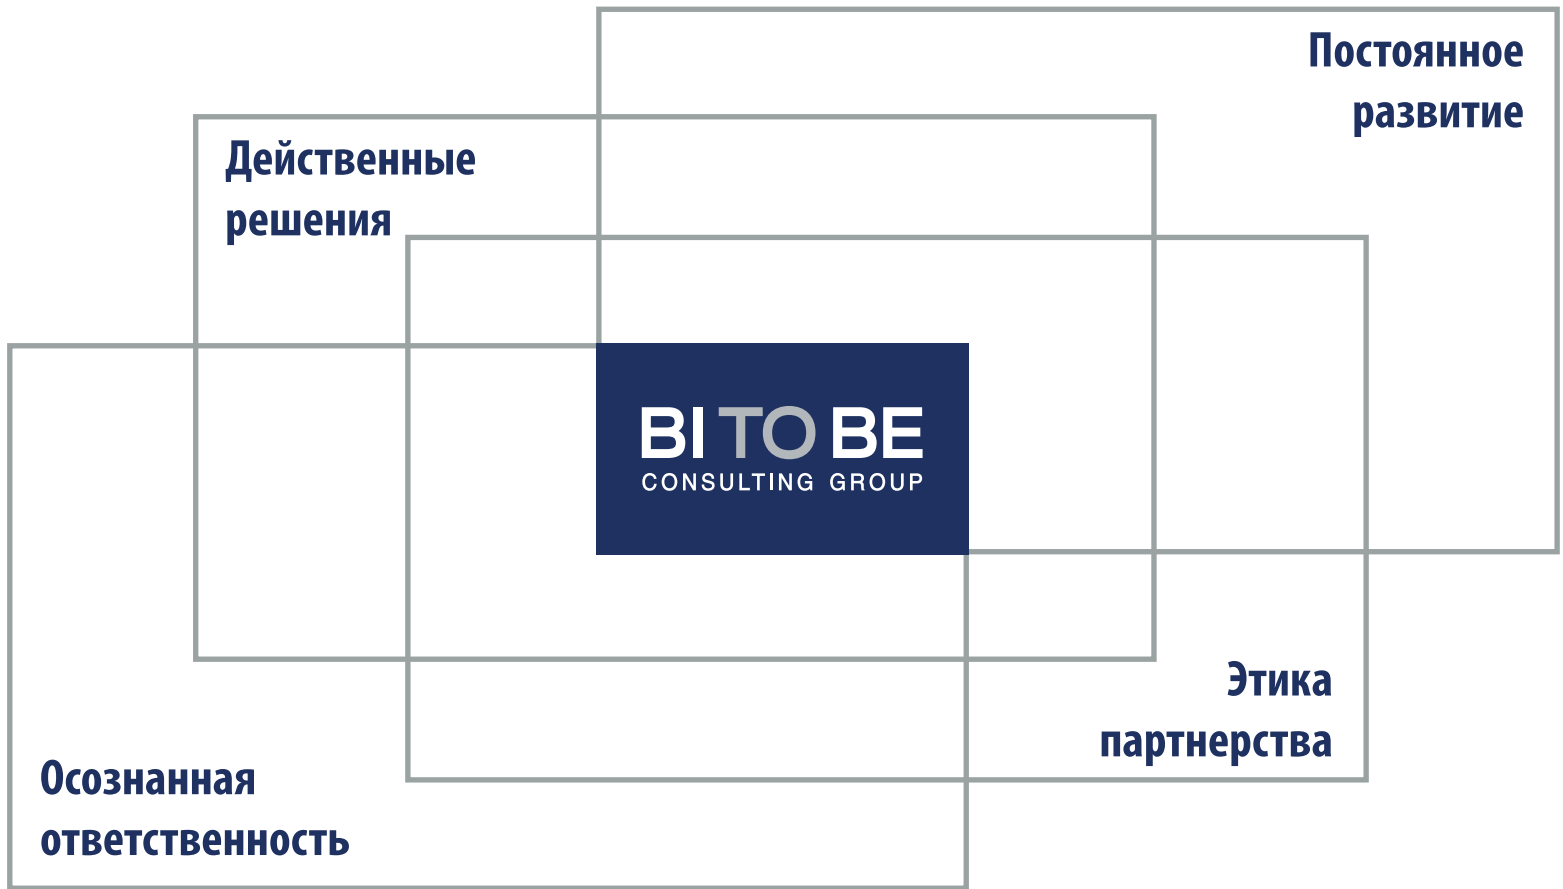 Постоянное
развитие
Действенные
решения
BI TO BE
CONSULTING GROUP
Этика
партнерства
Осознанная
ответственность